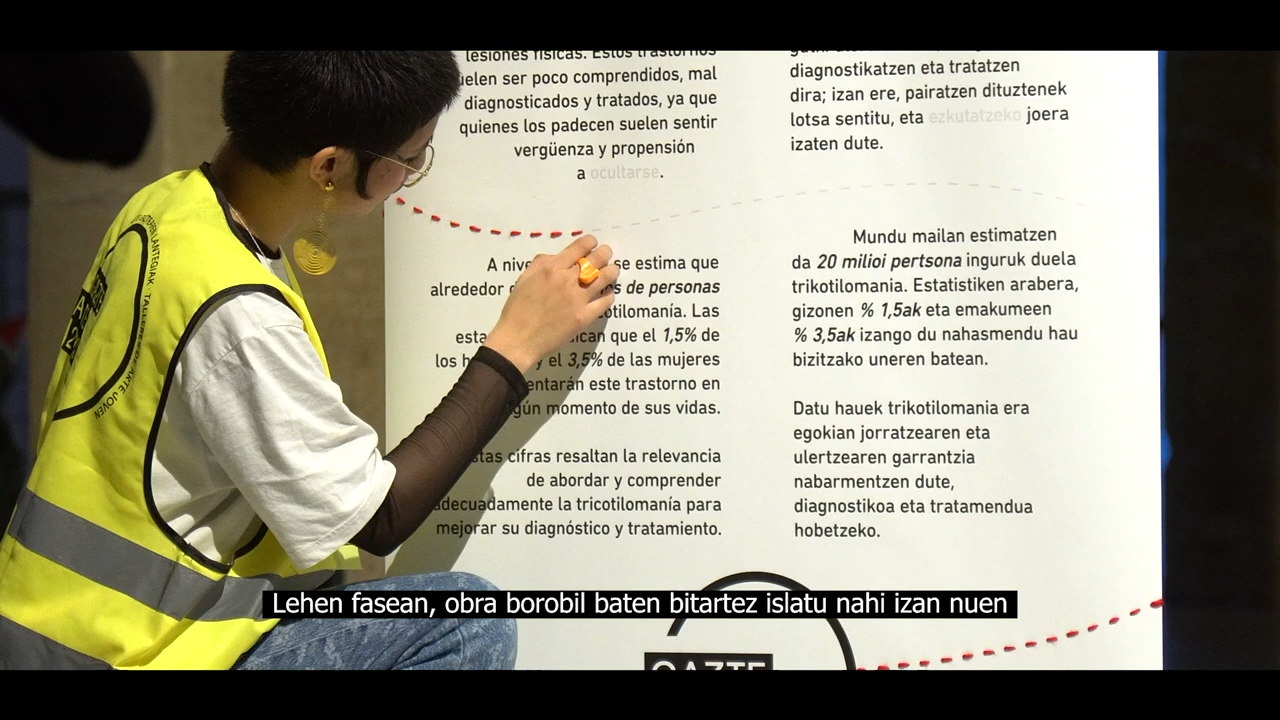 lesiones físicas. Estos trastornos
suelen ser poco comprendidos, mal
diagnosticados y tratados, ya que
quienes los padecen suelen sentir
vergüenza y propensión
a ocultarse.
A nive se estima que
alrededor de personas
Las
que el 1,5% de
los y el 3,5% de las mujeres
este trastorno en
momento de sus vidas.
cifras resaltan la relevancia
de abordar y comprender
adecuadamente la tricotilomanía para
mejorar su diagnóstico y tratamiento.
diagnostikatzen eta tratatzen
dira; izan ere, pairatzen dituztenek
lotsa sentitu, eta ezkutatzeko joera
izaten dute.
Mundu mailan estimatzen
da 20 milioi pertsona inguruk duela
trikotilomania. Estatistiken arabera,
gizonen % 1,5ak eta emakumeen
% 3,5ak izango du nahasmendu hau
bizitzako uneren batean.
Datu hauek trikotilomania era
egokian jorratzearen eta
ulertzearen garrantzia
nabarmentzen dute,
diagnostikoa eta tratamendua
hobetzeko.
GAZTE
Lehen fasean, obra borobil baten bitartez islatu nahi izan nuen